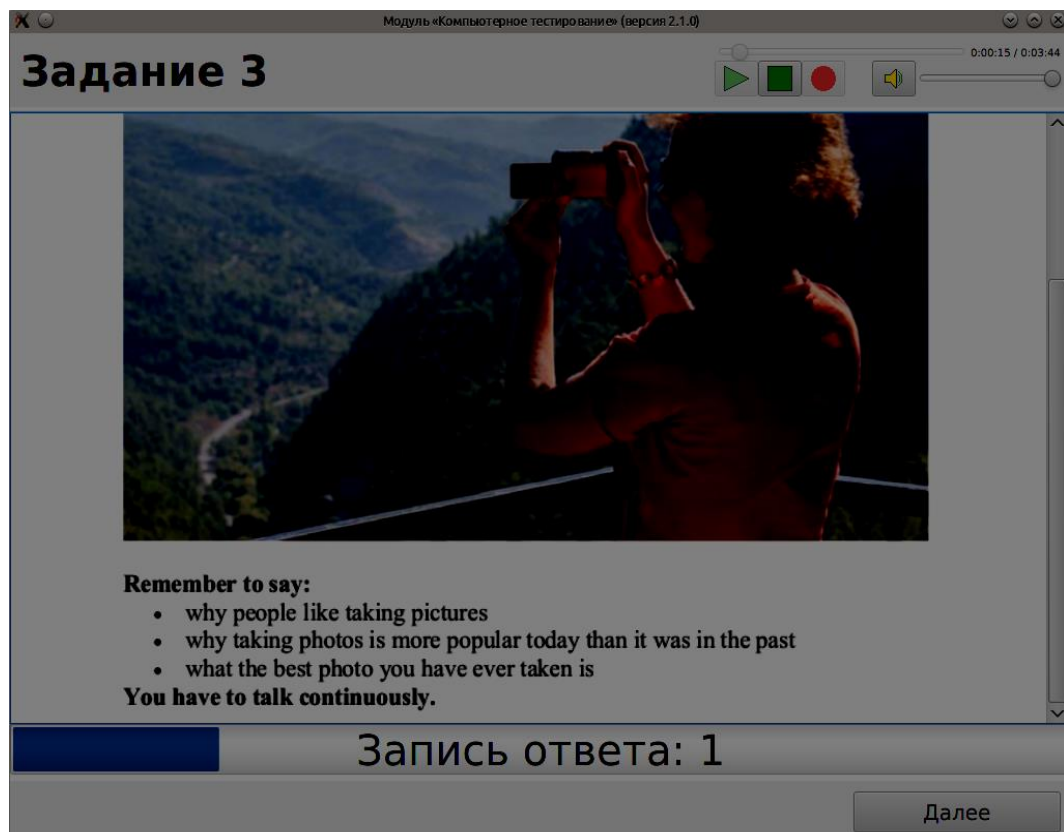 Модуль «Компьютерное тестирование» (версия 2.1.0)
Задание 3
0:00:15 / 0:03:44
Remember to say:
• why people like taking pictures
• why taking photos is more popular today than it was in the past
• what the best photo you have ever taken is
You have to talk continuously.
Запись ответа: 1
Далее